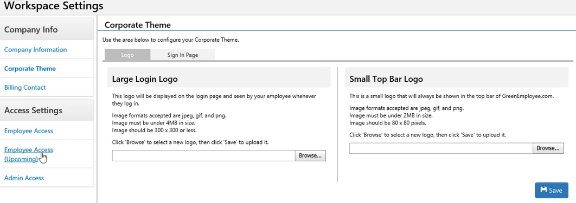 Workspace Settings
Company Info
Company Information
Corporate Theme
Billing Contact
Access Settings
Employee Access
Employee Access
(Upcoming)
Admin Access
Corporate Theme
Use the area below to configure your Corporate Theme.
Logo
Sign In Page
Large Login Logo
This logo will be displayed on the login page and seen by your employee whenever
they log in.
Image formats accepted are jpeg, gif, and png.
Image must be under 4MB in size.
Image should be 300 x 300 or less.
Click 'Browse' to select a new logo, then click 'Save' to upload it.
Browse...
Small Top Bar Logo
This is a small logo that will always be shown in the top bar of GreenEmployee.com.
Image formats accepted are jpeg, gif, and png.
Image must be under 2MB in size.
Image should be 80 x 80 pixels.
Click 'Browse' to select a new logo, then click 'Save' to upload it.
Browse...
Save